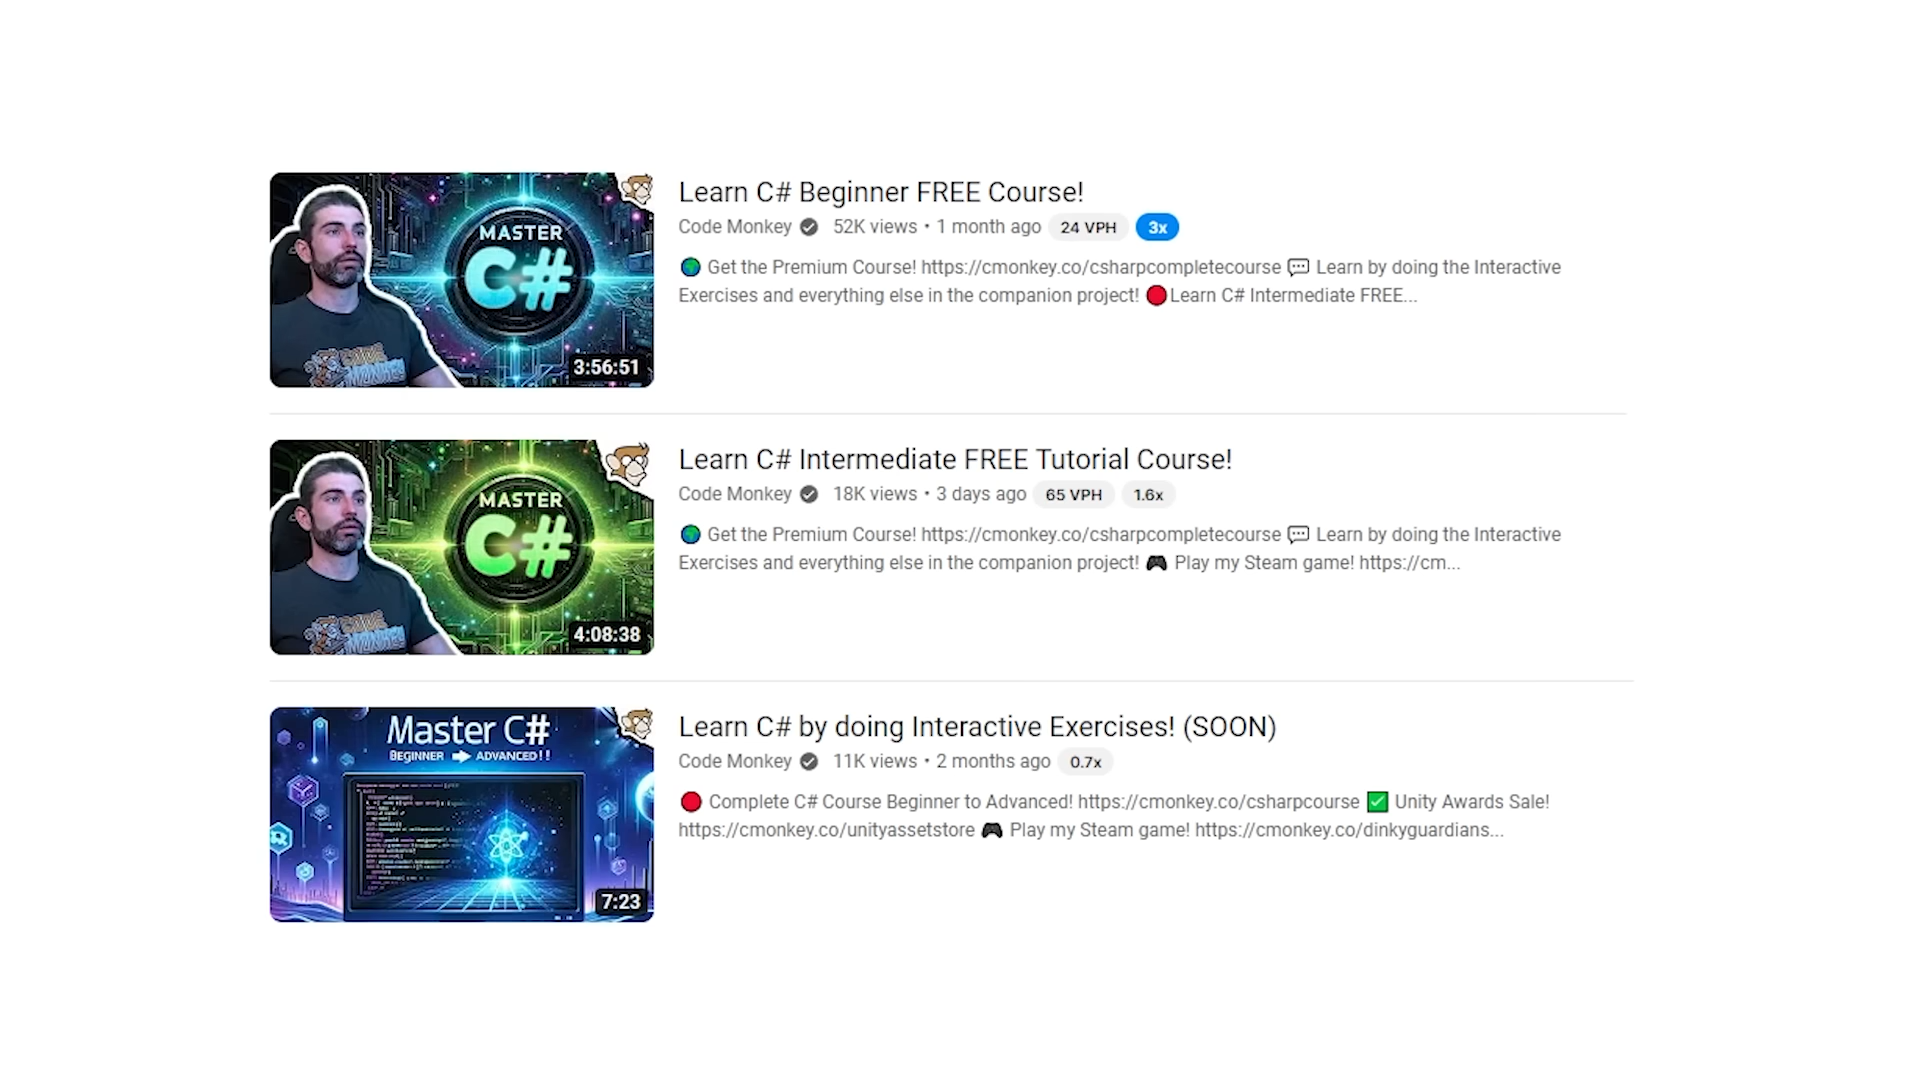 MASTER
C#
CODE
MONKEY
3:56:51
Learn C# Beginner FREE Course!
Code Monkey 52K views • 1 month ago 24 VPH 3x
🌍 Get the Premium Course! https://cmonkey.co/csharpcompletecourse 💬 Learn by doing the Interactive
Exercises and everything else in the companion project! 🔴Learn C# Intermediate FREE...
MASTER
C#
CODE
MONKEY
4:08:38
Learn C# Intermediate FREE Tutorial Course!
Code Monkey 18K views • 3 days ago 65 VPH 1.6x
🌍 Get the Premium Course! https://cmonkey.co/csharpcompletecourse 💬 Learn by doing the Interactive
Exercises and everything else in the companion project! 🎮 Play my Steam game! https://cm...
Master C#
BEGINNER ➡ ADVANCED!!
7:23
Learn C# by doing Interactive Exercises! (SOON)
Code Monkey 11K views • 2 months ago 0.7x
🔴 Complete C# Course Beginner to Advanced! https://cmonkey.co/csharpcourse ✅ Unity Awards Sale!
https://cmonkey.co/unityassetstore 🎮 Play my Steam game! https://cmonkey.co/dinkyguardians...